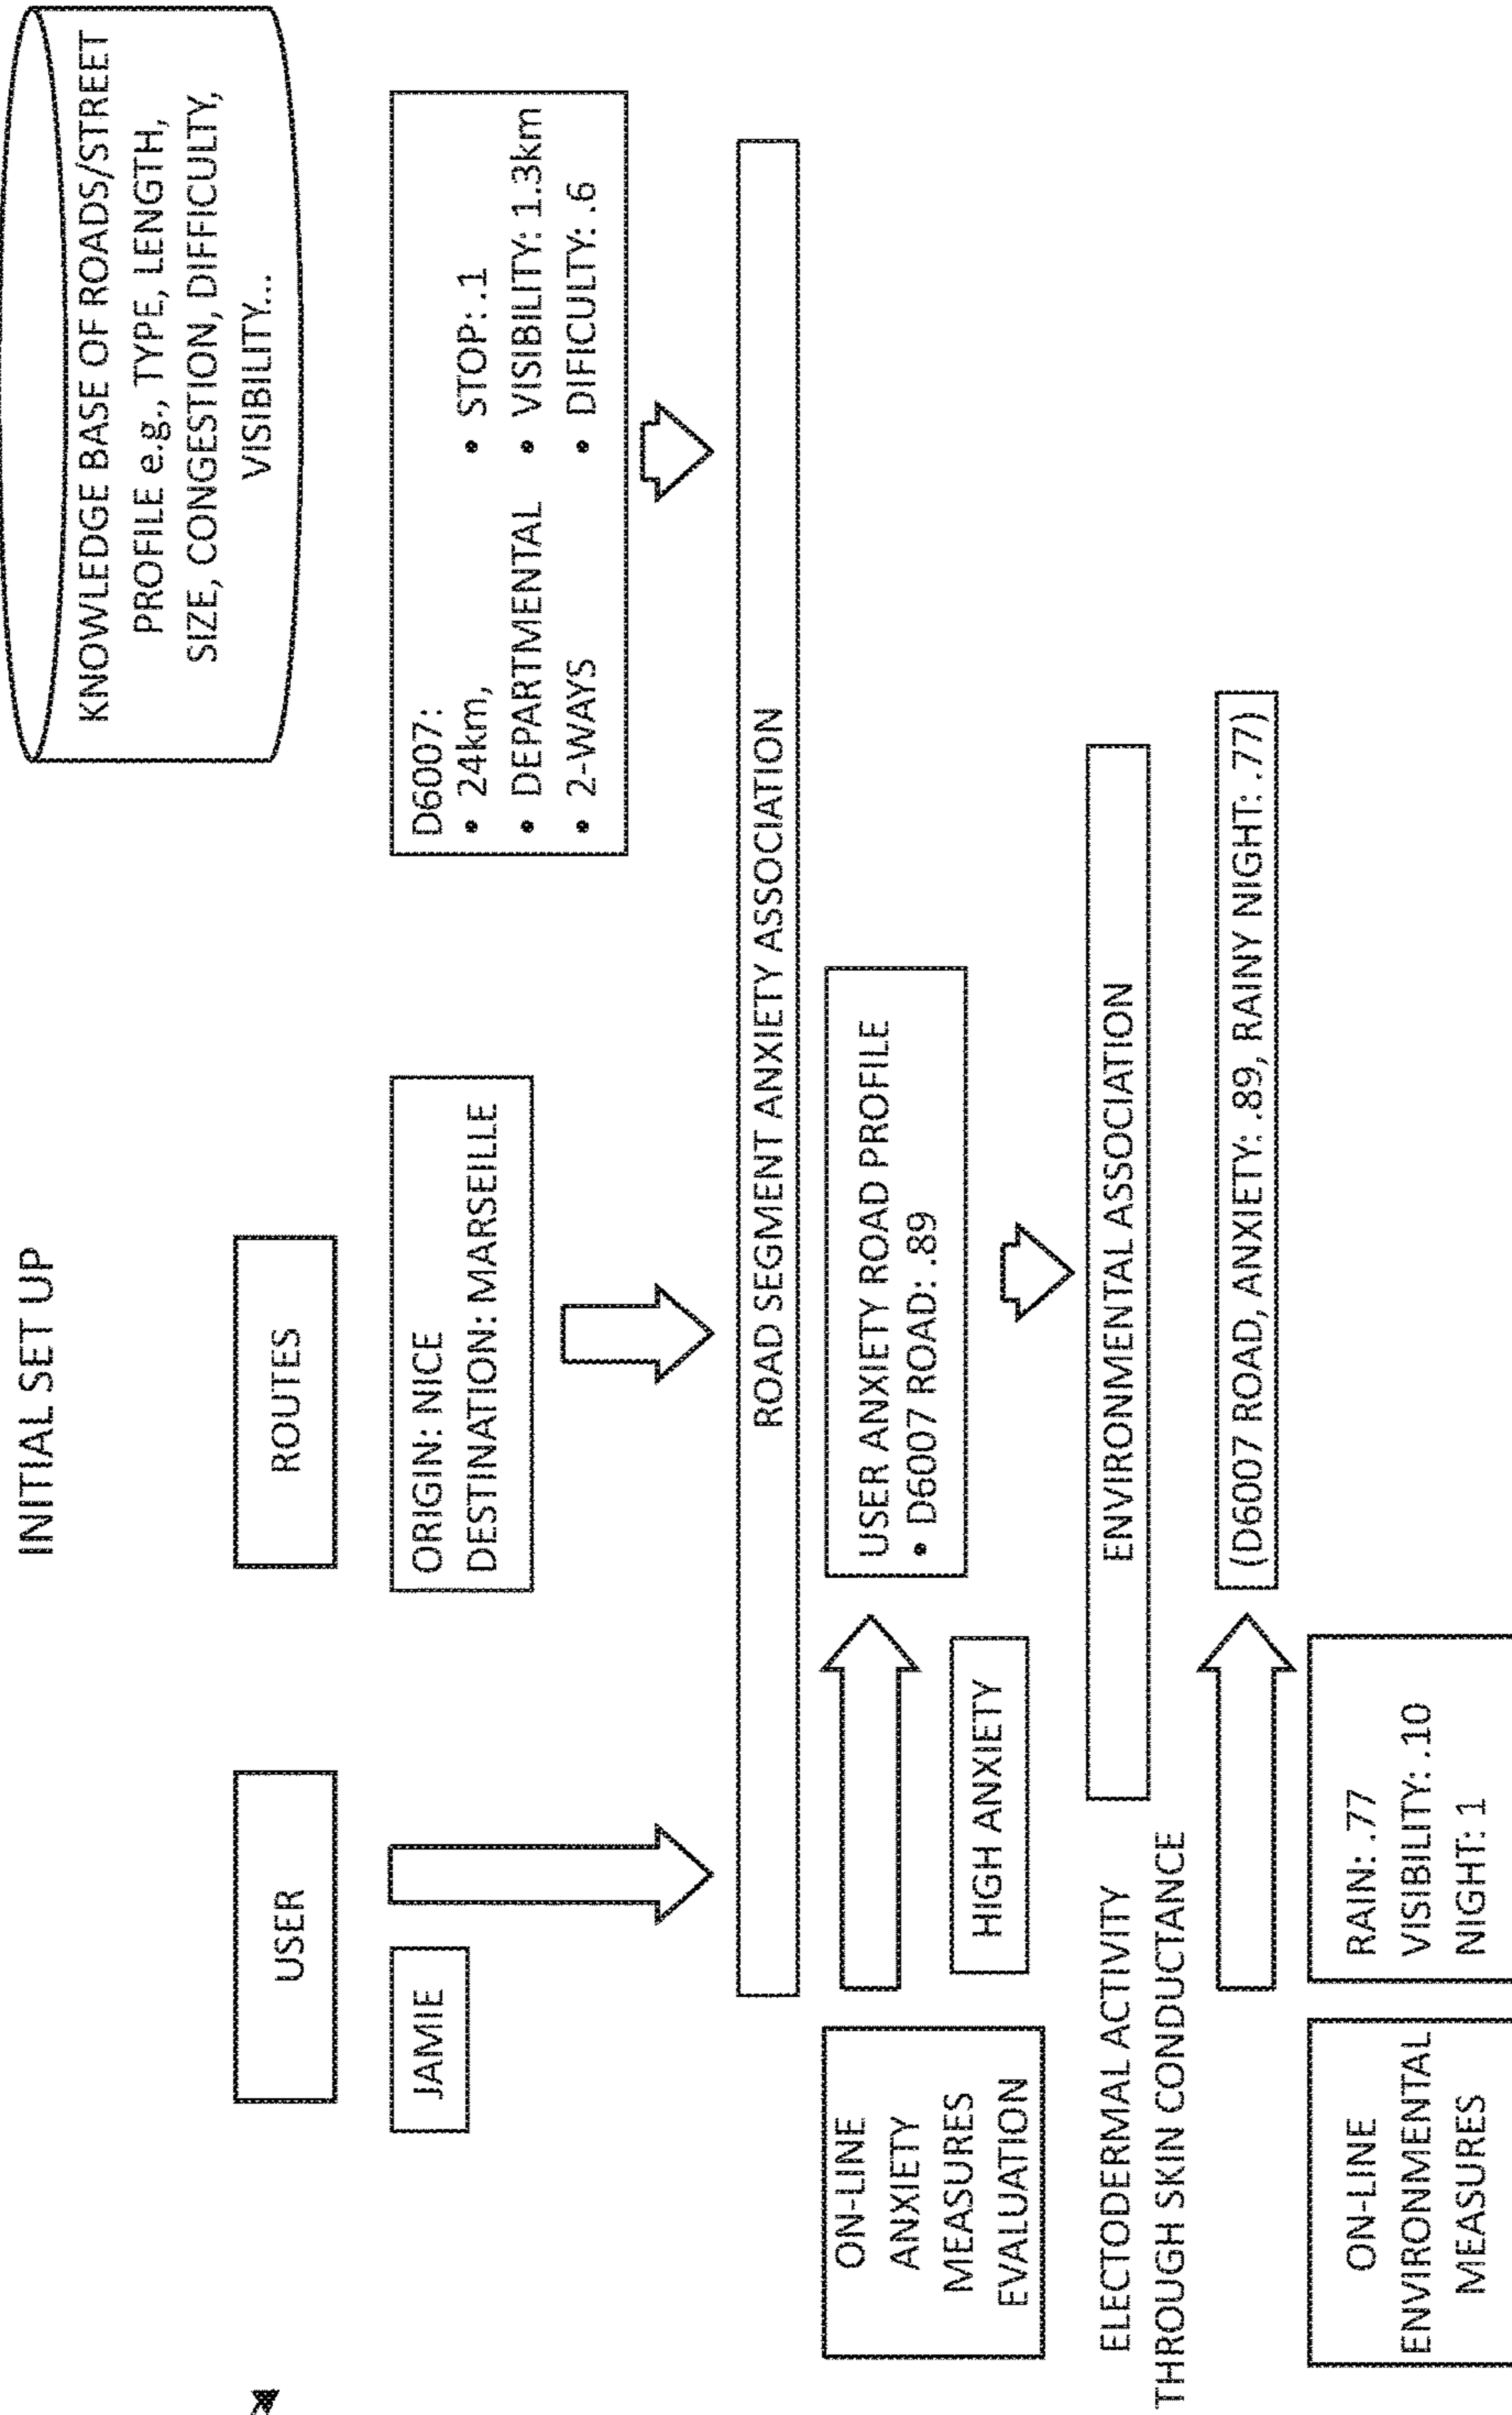 INITIAL SET UP
USER
ROUTES
KNOWLEDGE BASE OF ROADS/STREET
PROFILE e.g., TYPE, LENGTH,
SIZE, CONGESTION, DIFFICULTY,
VISIBILITY...
JAMIE
ORIGIN: NICE
DESTINATION: MARSEILLE
D6007:
• 24km,
• DEPARTMENTAL
• 2-WAYS
• STOP: .1
• VISIBILITY: 1.3km
• DIFICULTY: .6
ROAD SEGMENT ANXIETY ASSOCIATION
ON-LINE
ANXIETY
MEASURES
EVALUATION
HIGH ANXIETY
USER ANXIETY ROAD PROFILE
• D6007 ROAD: .89
ELECTODERMAL ACTIVITY
THROUGH SKIN CONDUCTANCE
ENVIRONMENTAL ASSOCIATION
(D6007 ROAD, ANXIETY: .89, RAINY NIGHT: .77)
ON-LINE
ENVIRONMENTAL
MEASURES
RAIN: .77
VISIBILITY: .10
NIGHT: 1